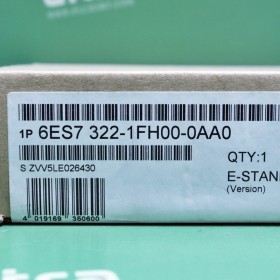 1P 6ES7 322-1FH00-0AA0
S ZVV5LE026430
QTY:1
E-STAN
(Version)
4 019169 350600